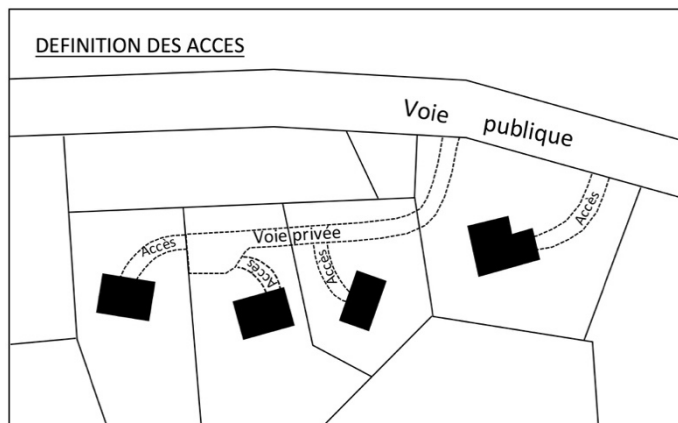 DEFINITION DES ACCES
Voie publique
Accès
Voie privée
Accès
Accès
Accès